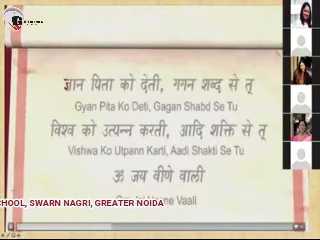 ज्ञान पिता को देती, गगन शब्द से तू
Gyan Pita Ko Deti, Gagan Shabd Se Tu
विश्व को उत्पन्न करती, आदि शक्ति से तू
Vishwa Ko Utpann Karti, Aadi Shakti Se Tu
ॐ जय वीणे वाली
Vaali
CHOOL, SWARN NAGRI, GREATER NOIDA